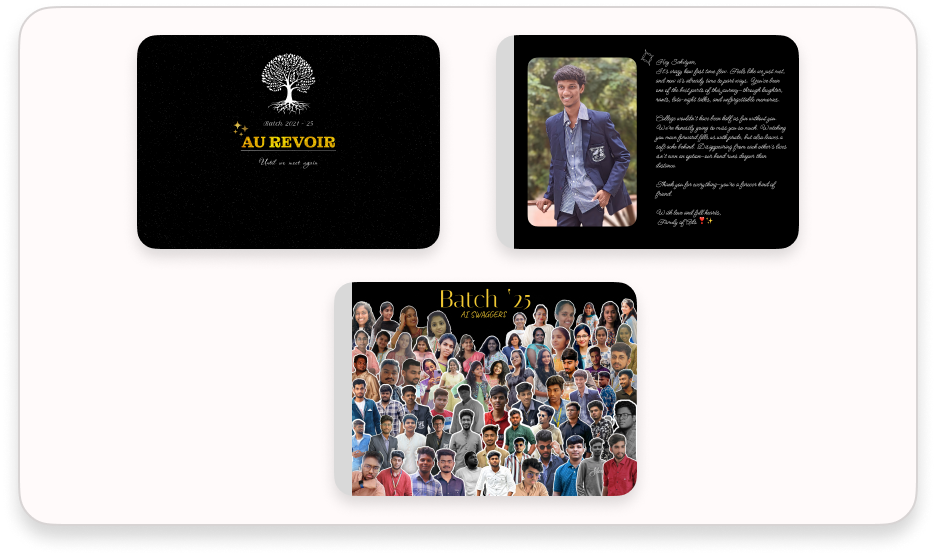 Batch 2021 - 25
AU REVOIR
Until we meet again
Hey Sakthyan,
It's crazy how fast time flew. Feels like we just met,
and now it's already time to part ways. You've been
one of the best parts of this journey—through laughter,
roasts, late-night talks, and unforgettable memories.
College wouldn't have been half as fun without you.
We're honestly going to miss you so much. Watching
you move forward fills us with pride, but also leaves a
soft ache behind. Disappearing from each other's lives
isn't even an option—our bond runs deeper than
distance.
Thank you for everything—you're a forever kind of
friend.
With love and full hearts,
Family of AI
Batch '25
AI SWAGGERS